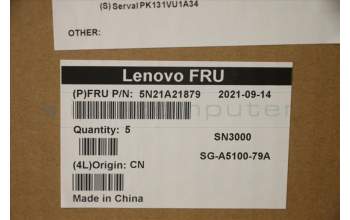 (S) Serval PK131VU1A34
OTHER:
Lenovo FRU
(P)FRU P/N: 5N21A21879 2021-09-14
Quantity: 5
SN3000
SG-A5100-79A
(4L)Origin: CN
Made in China